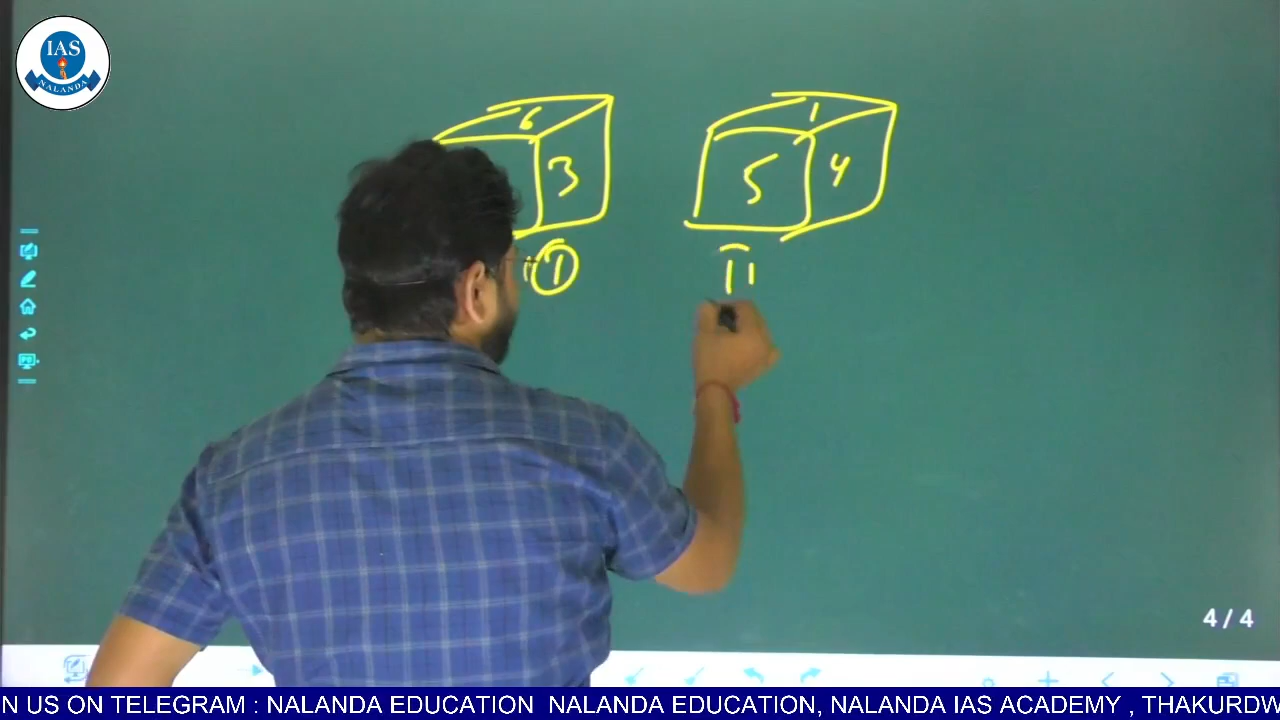 IAS
NALANDA
6
3
1
5
4
II
4 / 4
N US ON TELEGRAM : NALANDA EDUCATION NALANDA EDUCATION, NALANDA IAS ACADEMY , THAKURDW